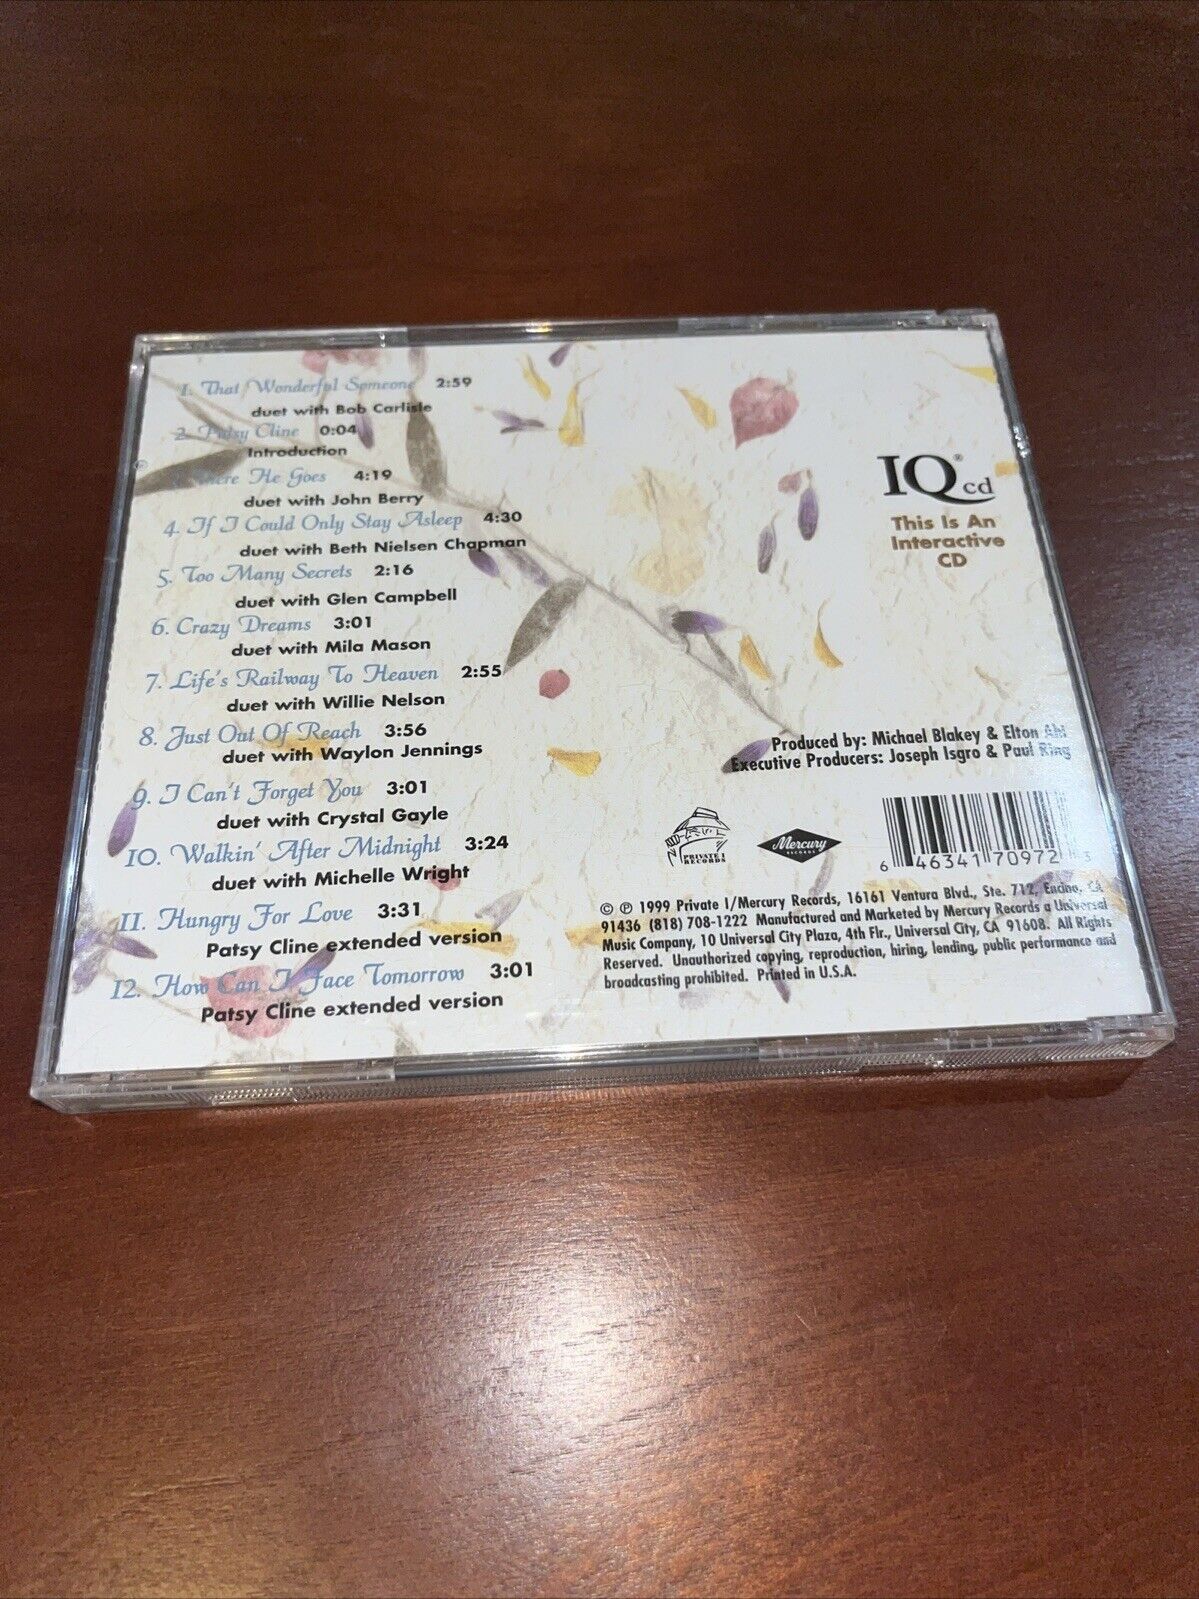 1. That Wonderful Someone 2:59
duet with Bob Carlisle
2. Patsy Cline 0:04
Introduction
There He Goes 4:19
duet with John Berry
4. If I Could Only Stay Asleep 4:30
duet with Beth Nielsen Chapman
5. Too Many Secrets 2:16
duet with Glen Campbell
6. Crazy Dreams 3:01
duet with Mila Mason
7. Life's Railway To Heaven 2:55
duet with Willie Nelson
8. Just Out Of Reach 3:56
duet with Waylon Jennings
9. I Can't Forget You 3:01
duet with Crystal Gayle
10. Walkin' After Midnight 3:24
duet with Michelle Wright
11. Hungry For Love 3:31
Patsy Cline extended version
12. How Can I Face Tomorrow 3:01
Patsy Cline extended version
IQ® cd
This Is An
Interactive
CD
Produced by: Michael Blakey & Elton Ahi
Executive Producers: Joseph Isgro & Paul Ring
PRIVATE I
RECORDS
Mercury
RECORDS
6 46341 70972 3
© ℗ 1999 Private I/Mercury Records, 16161 Ventura Blvd., Ste. 712, Encino, CA
91436 (818) 708-1222 Manufactured and Marketed by Mercury Records a Universal
Music Company, 10 Universal City Plaza, 4th Flr., Universal City, CA 91608. All Rights
Reserved. Unauthorized copying, reproduction, hiring, lending, public performance and
broadcasting prohibited. Printed in U.S.A.